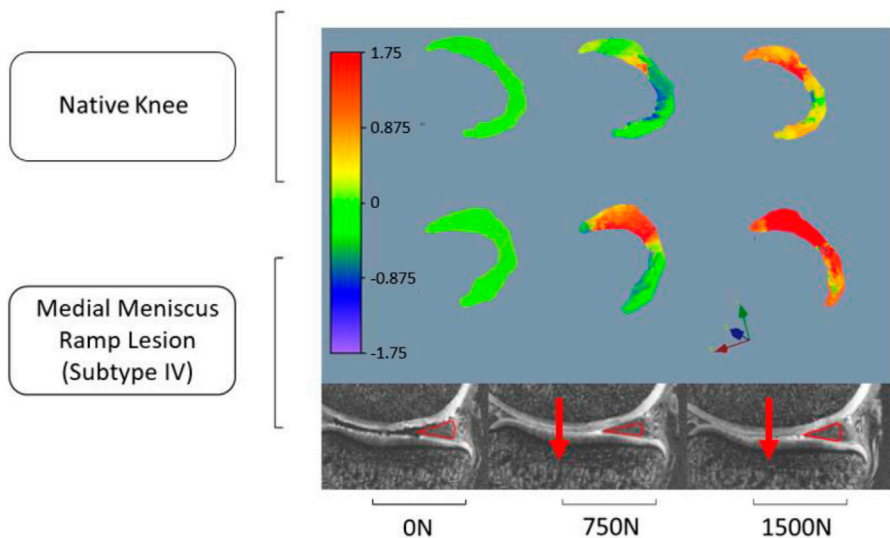 Native Knee
Medial Meniscus
Ramp Lesion
(Subtype IV)
1.75
0.875
0
-0.875
-1.75
0N
750N
1500N